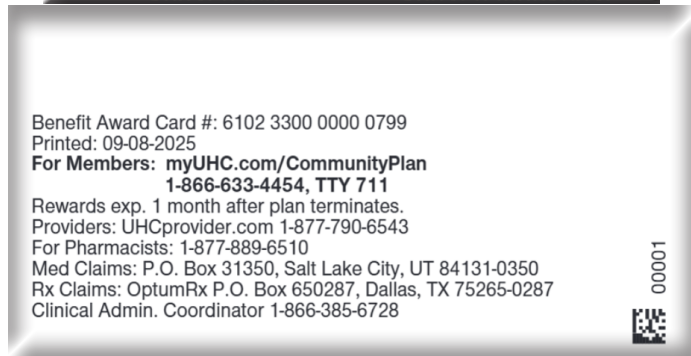 Benefit Award Card #: 6102 3300 0000 0799
Printed: 09-08-2025
For Members: myUHC.com/CommunityPlan
1-866-633-4454, TTY 711
Rewards exp. 1 month after plan terminates.
Providers: UHCprovider.com 1-877-790-6543
For Pharmacists: 1-877-889-6510
Med Claims: P.O. Box 31350, Salt Lake City, UT 84131-0350
Rx Claims: OptumRx P.O. Box 650287, Dallas, TX 75265-0287
Clinical Admin. Coordinator 1-866-385-6728
00001